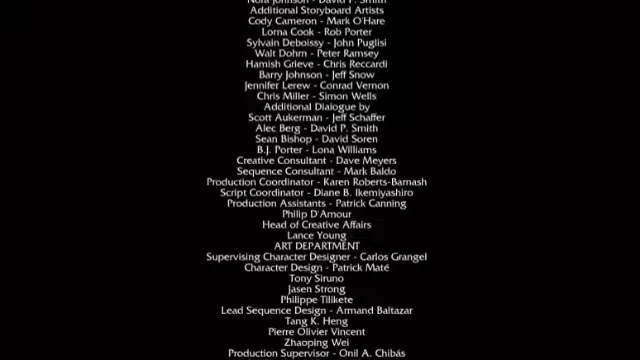 Nora Johnson - David P. Smith
Additional Storyboard Artists
Cody Cameron - Mark O'Hare
Lorna Cook - Rob Porter
Sylvain Deboissy - John Puglisi
Walt Dohrn - Peter Ramsey
Hamish Grieve - Chris Reccardi
Barry Johnson - Jeff Snow
Jennifer Lerew - Conrad Vernon
Chris Miller - Simon Wells
Additional Dialogue by
Scott Aukerman - Jeff Schaffer
Alec Berg - David P. Smith
Sean Bishop - David Soren
B.J. Porter - Lona Williams
Creative Consultant - Dave Meyers
Sequence Consultant - Mark Baldo
Production Coordinator - Karen Roberts-Barnash
Script Coordinator - Diane B. Ikemiyashiro
Production Assistants - Patrick Canning
Philip D'Amour
Head of Creative Affairs
Lance Young
ART DEPARTMENT
Supervising Character Designer - Carlos Grangel
Character Design - Patrick Maté
Tony Siruno
Jasen Strong
Philippe Tilikete
Lead Sequence Design - Armand Baltazar
Tang K. Heng
Pierre Olivier Vincent
Zhaoping Wei
Production Supervisor - Onil A. Chibás